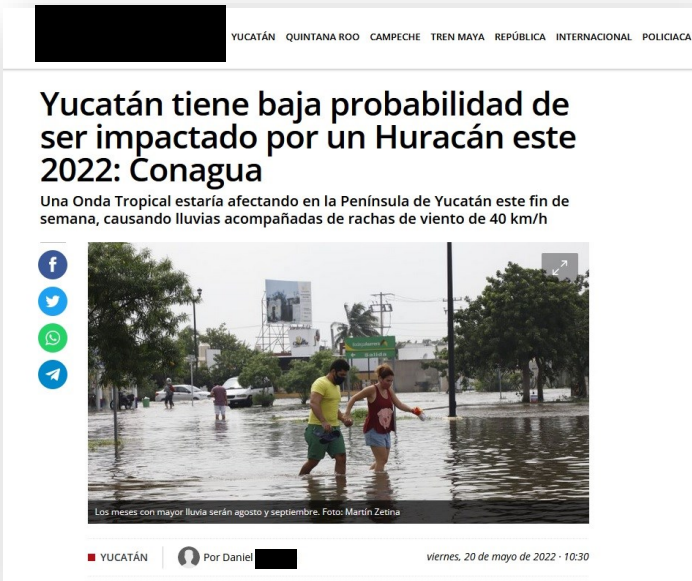 YUCATÁN QUINTANA ROO CAMPECHE TREN MAYA REPÚBLICA INTERNACIONAL POLICIACA
Yucatán tiene baja probabilidad de
ser impactado por un Huracán este
2022: Conagua
Una Onda Tropical estaría afectando en la Península de Yucatán este fin de
semana, causando lluvias acompañadas de rachas de viento de 40 km/h
Los meses con mayor lluvia serán agosto y septiembre. Foto: Martín Zetina
YUCATÁN Por Daniel viernes, 20 de mayo de 2022 · 10:30